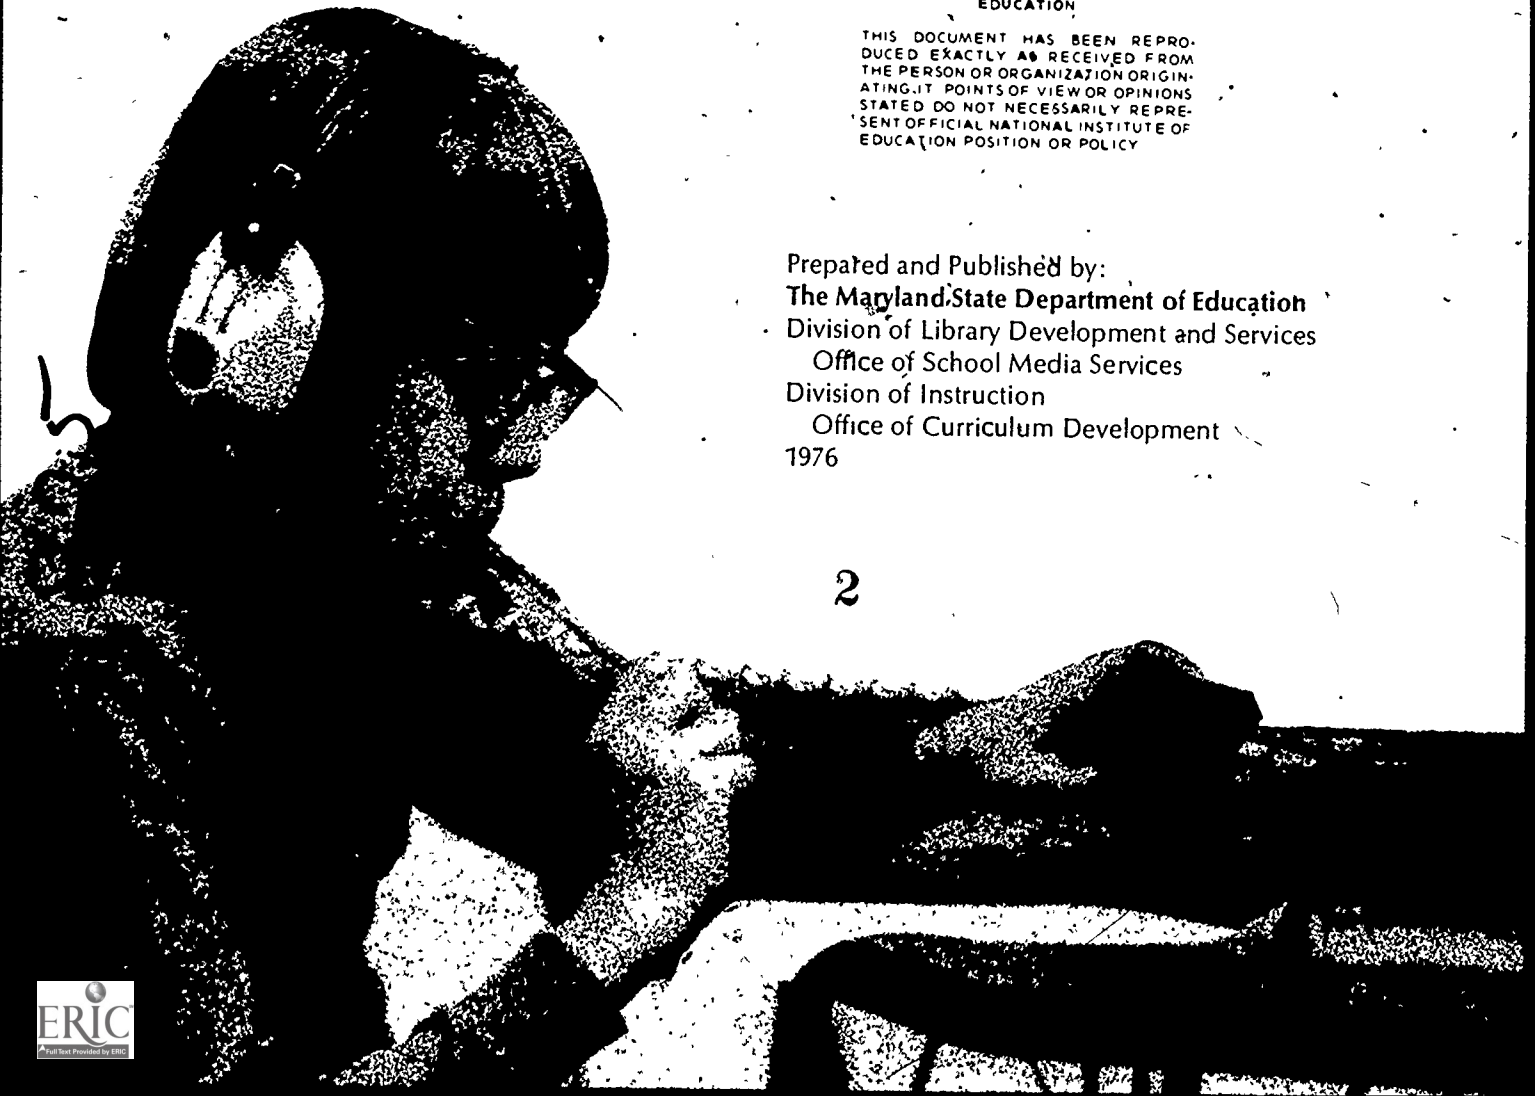 EDUCATION
THIS DOCUMENT HAS BEEN REPRO-
DUCED EXACTLY AS RECEIVED FROM
THE PERSON OR ORGANIZATION ORIGIN-
ATING IT POINTS OF VIEW OR OPINIONS
STATED DO NOT NECESSARILY REPRE-
SENT OFFICIAL NATIONAL INSTITUTE OF
EDUCATION POSITION OR POLICY
Prepared and Published by:
The Maryland State Department of Education
Division of Library Development and Services
Office of School Media Services
Division of Instruction
Office of Curriculum Development
1976
2
ERIC
Full Text Provided by ERIC